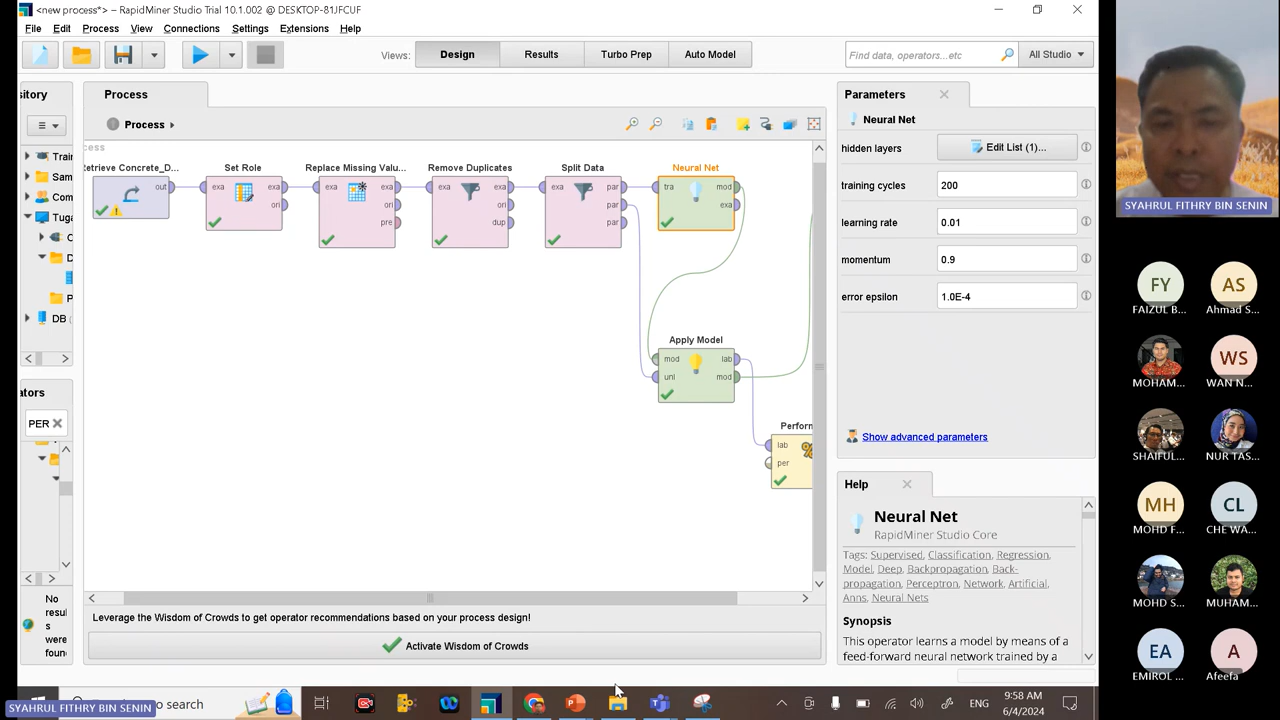 <new process*> – RapidMiner Studio Trial 10.1.002 @ DESKTOP-81JFCUF
File Edit Process View Connections Settings Extensions Help
Views: Design Results Turbo Prep Auto Model
Find data, operators...etc
All Studio
sitory
Train
Sam
Com
Tuga
C
D
P
DB (
ators
PER
No
resul
s
were
found
Process
Process
cess
etrieve Concrete_D...
out
Set Role
exa exa
ori
Replace Missing Valu...
exa exa
ori
pre
Remove Duplicates
exa exa
ori
dup
Split Data
exa par
par
par
Neural Net
tra mod
exa
Apply Model
mod lab
unl mod
Perform
lab
per
Leverage the Wisdom of Crowds to get operator recommendations based on your process design!
Activate Wisdom of Crowds
Parameters
Neural Net
hidden layers Edit List (1)...
training cycles 200
learning rate 0.01
momentum 0.9
error epsilon 1.0E-4
Show advanced parameters
Help
Neural Net
RapidMiner Studio Core
Tags: Supervised, Classification, Regression,
Model, Deep, Backpropagation, Back-
propagation, Perceptron, Network, Artificial,
Anns, Neural Nets
Synopsis
This operator learns a model by means of a
feed-forward neural network trained by a
SYAHRUL FITHRY BIN SENIN
FY
FAIZUL B...
AS
Ahmad S...
MOHAM...
WS
WAN N...
SHAIFUL...
NUR TAS...
MH
MOHD F...
CL
CHE WA...
MOHD S...
MUHAM...
EA
EMIROL ...
A
Afeefa
SYAHRUL FITHRY BIN SENIN
o search
ENG
9:58 AM
6/4/2024